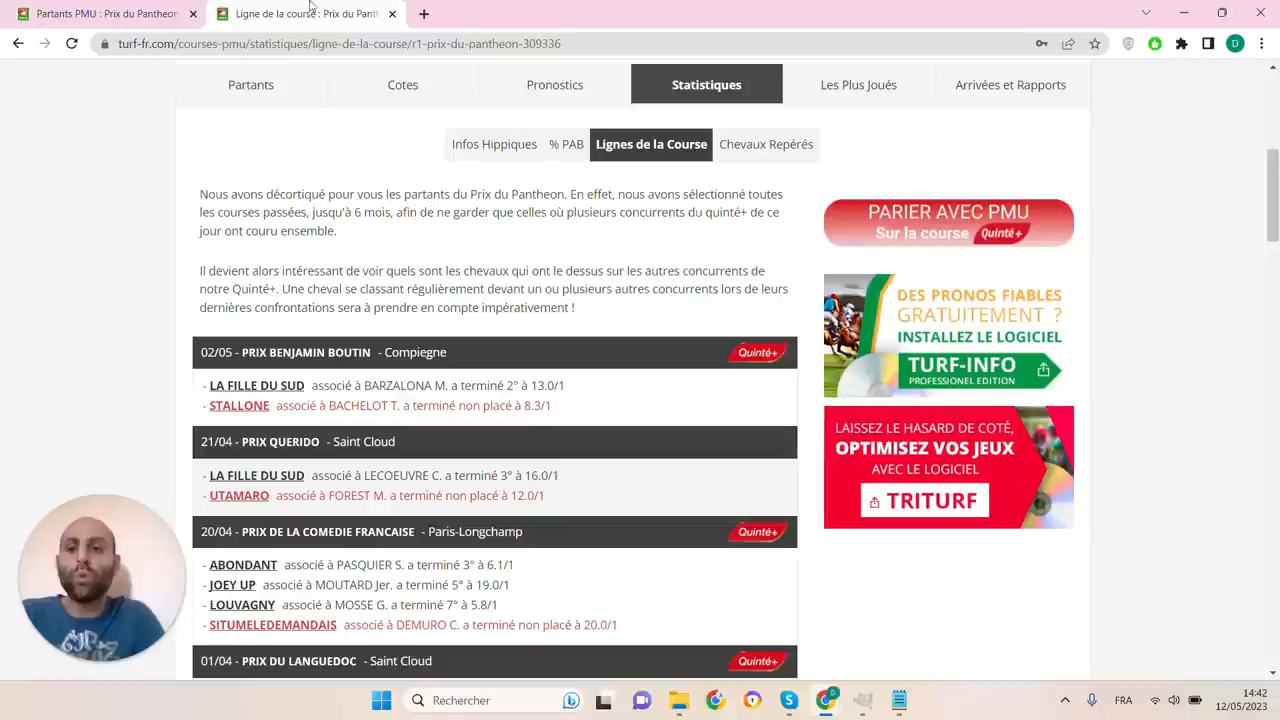 Partants PMU : Prix du Panthe
Ligne de la course : Prix du Pant
turf-fr.com/courses-pmu/statistiques/ligne-de-la-course/r1-prix-du-pantheon-309336
D
Partants Cotes Pronostics Statistiques Les Plus Joués Arrivées et Rapports
Infos Hippiques % PAB Lignes de la Course Chevaux Repérés
Nous avons décortiqué pour vous les partants du Prix du Pantheon. En effet, nous avons sélectionné toutes
les courses passées, jusqu'à 6 mois, afin de ne garder que celles où plusieurs concurrents du quinté+ de ce
jour ont couru ensemble.
Il devient alors intéressant de voir quels sont les chevaux qui ont le dessus sur les autres concurrents de
notre Quinté+. Une cheval se classant régulièrement devant un ou plusieurs autres concurrents lors de leurs
dernières confrontations sera à prendre en compte impérativement !
02/05 - PRIX BENJAMIN BOUTIN - Compiegne Quinté+
- LA FILLE DU SUD associé à BARZALONA M. a terminé 2° à 13.0/1
- STALLONE associé à BACHELOT T. a terminé non placé à 8.3/1
21/04 - PRIX QUERIDO - Saint Cloud
- LA FILLE DU SUD associé à LECOEUVRE C. a terminé 3° à 16.0/1
- UTAMARO associé à FOREST M. a terminé non placé à 12.0/1
20/04 - PRIX DE LA COMEDIE FRANCAISE - Paris-Longchamp Quinté+
- ABONDANT associé à PASQUIER S. a terminé 3° à 6.1/1
- JOEY UP associé à MOUTARD Jer. a terminé 5° à 19.0/1
- LOUVAGNY associé à MOSSE G. a terminé 7° à 5.8/1
- SITUMELEDEMANDAIS associé à DEMURO C. a terminé non placé à 20.0/1
01/04 - PRIX DU LANGUEDOC - Saint Cloud Quinté+
PARIER AVEC PMU
Sur la course Quinté+
DES PRONOS FIABLES
GRATUITEMENT ?
INSTALLEZ LE LOGICIEL
TURF-INFO
PROFESSIONEL EDITION
LAISSEZ LE HASARD DE COTÉ,
OPTIMISEZ VOS JEUX
AVEC LE LOGICIEL
TRITURF
Rechercher
FRA
14:42
12/05/2023